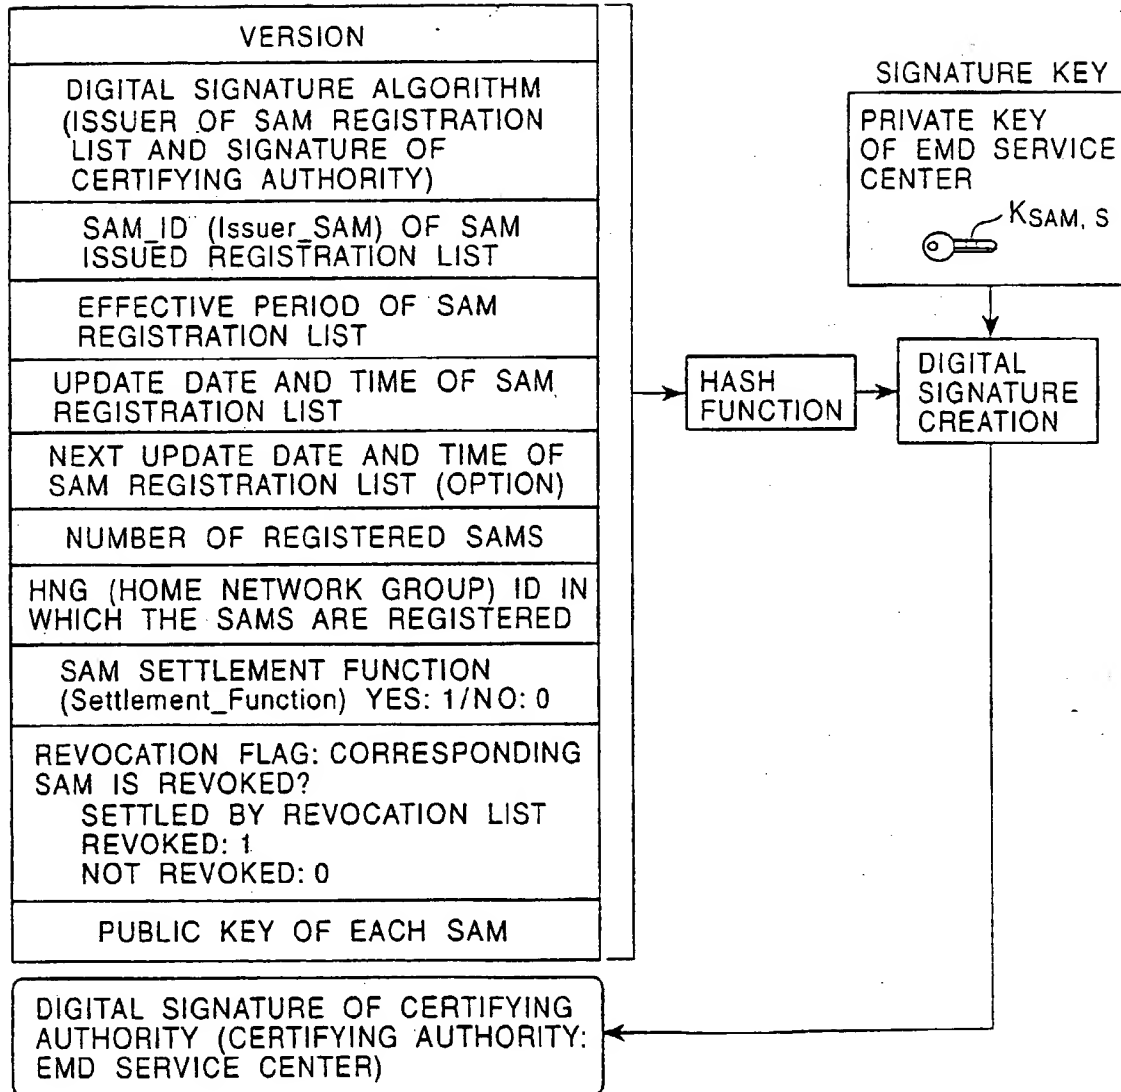 VERSION
DIGITAL SIGNATURE ALGORITHM
(ISSUER OF SAM REGISTRATION
LIST AND SIGNATURE OF
CERTIFYING AUTHORITY)
SAM_ID (Issuer_SAM) OF SAM
ISSUED REGISTRATION LIST
EFFECTIVE PERIOD OF SAM
REGISTRATION LIST
UPDATE DATE AND TIME OF SAM
REGISTRATION LIST
NEXT UPDATE DATE AND TIME OF
SAM REGISTRATION LIST (OPTION)
NUMBER OF REGISTERED SAMS
HNG (HOME NETWORK GROUP) ID IN
WHICH THE SAMS ARE REGISTERED
SAM SETTLEMENT FUNCTION
(Settlement_Function) YES: 1/NO: 0
REVOCATION FLAG: CORRESPONDING
SAM IS REVOKED?
SETTLED BY REVOCATION LIST
REVOKED: 1
NOT REVOKED: 0
PUBLIC KEY OF EACH SAM
HASH
FUNCTION
SIGNATURE KEY
PRIVATE KEY
OF EMD SERVICE
CENTER
KSAM, S
DIGITAL
SIGNATURE
CREATION
DIGITAL SIGNATURE OF CERTIFYING
AUTHORITY (CERTIFYING AUTHORITY:
EMD SERVICE CENTER)